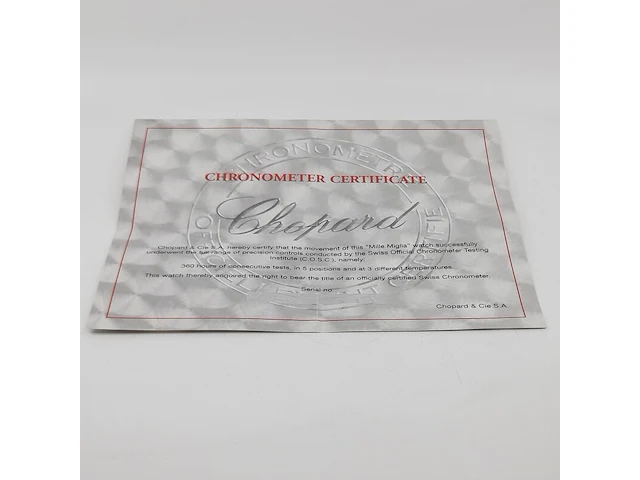 CHRONOMETER CERTIFICATE
Chopard
Chopard & Cie S.A. hereby certify that the movement of this "Mille Miglia" watch successfully
underwent the full range of precision controls conducted by the Swiss Official Chronometer Testing
Institute (C.O.S.C.), namely:
360 hours of consecutive tests, in 5 positions and at 3 different temperatures.
This watch thereby acquired the right to bear the title of an officially certified Swiss Chronometer.
Serial no
Chopard & Cie S.A.
CHRONOMETR